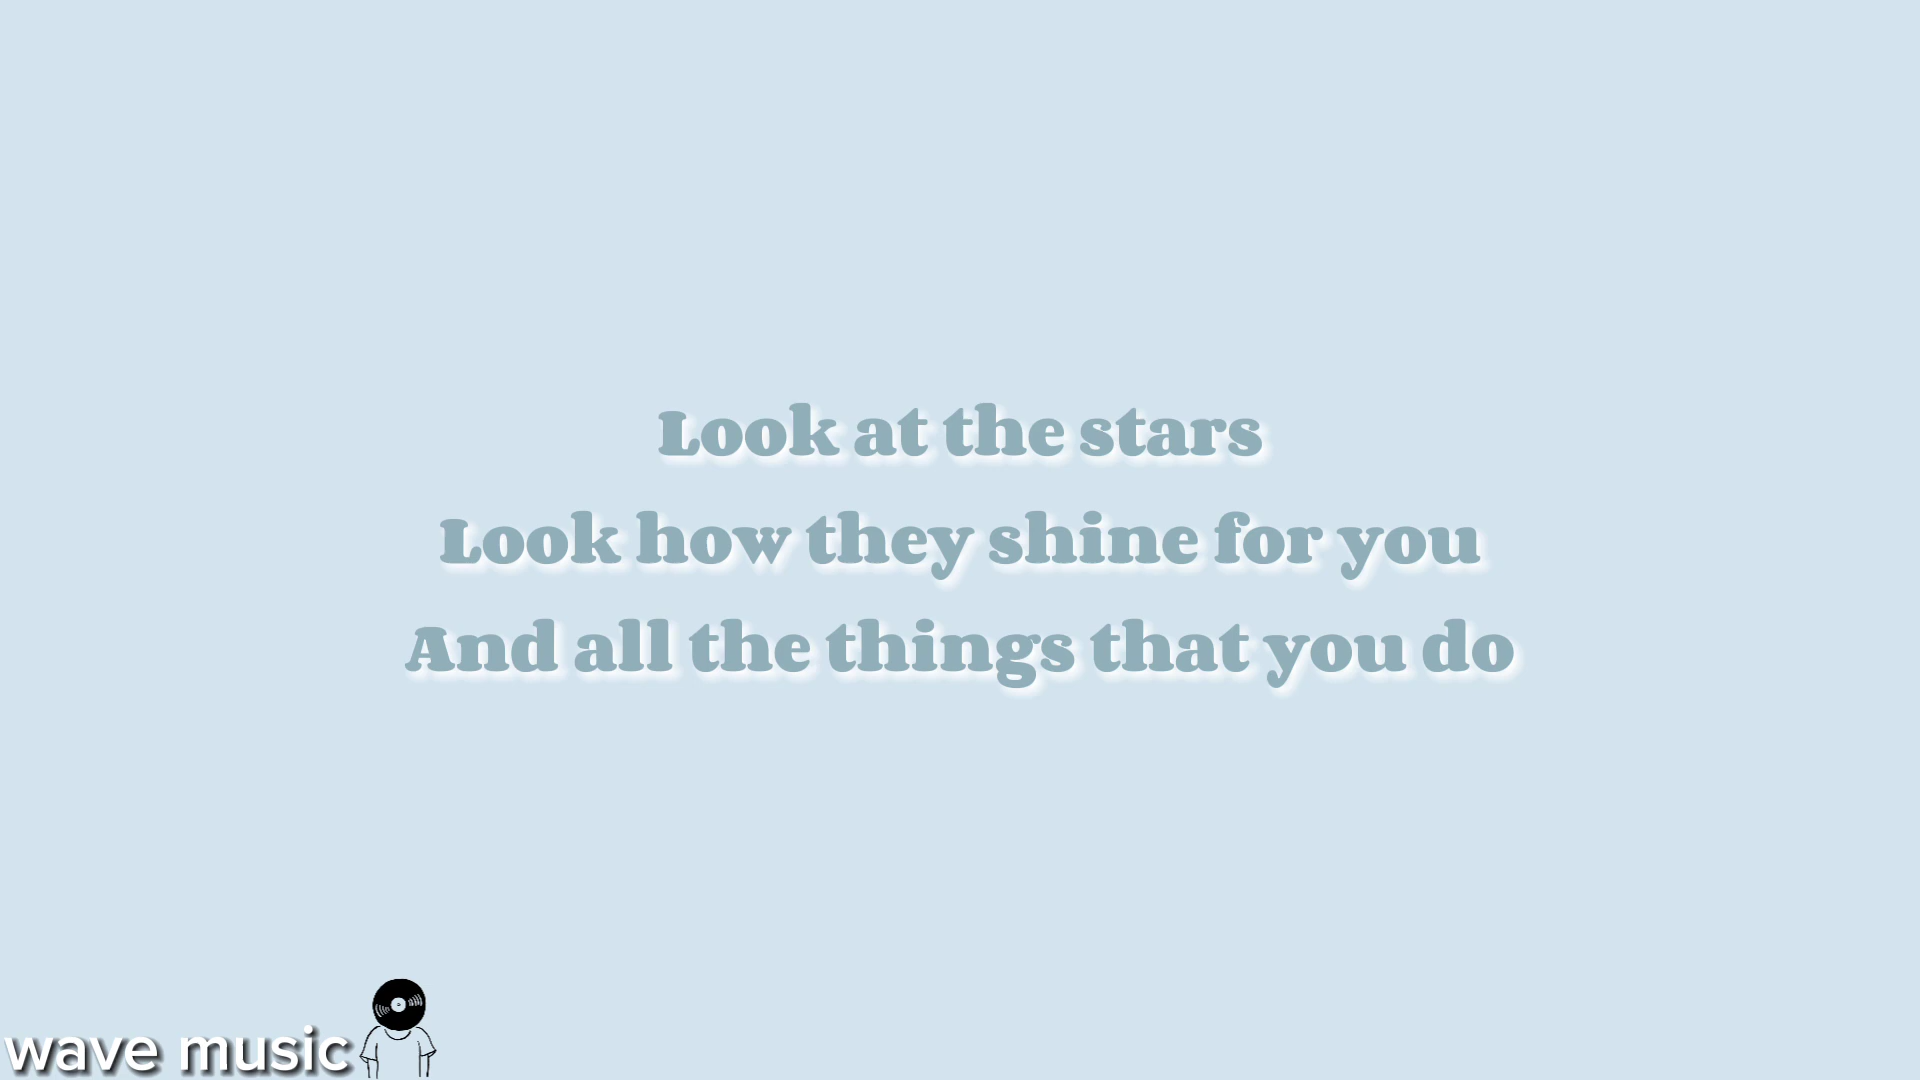 Look at the stars
Look how they shine for you
And all the things that you do
wave music